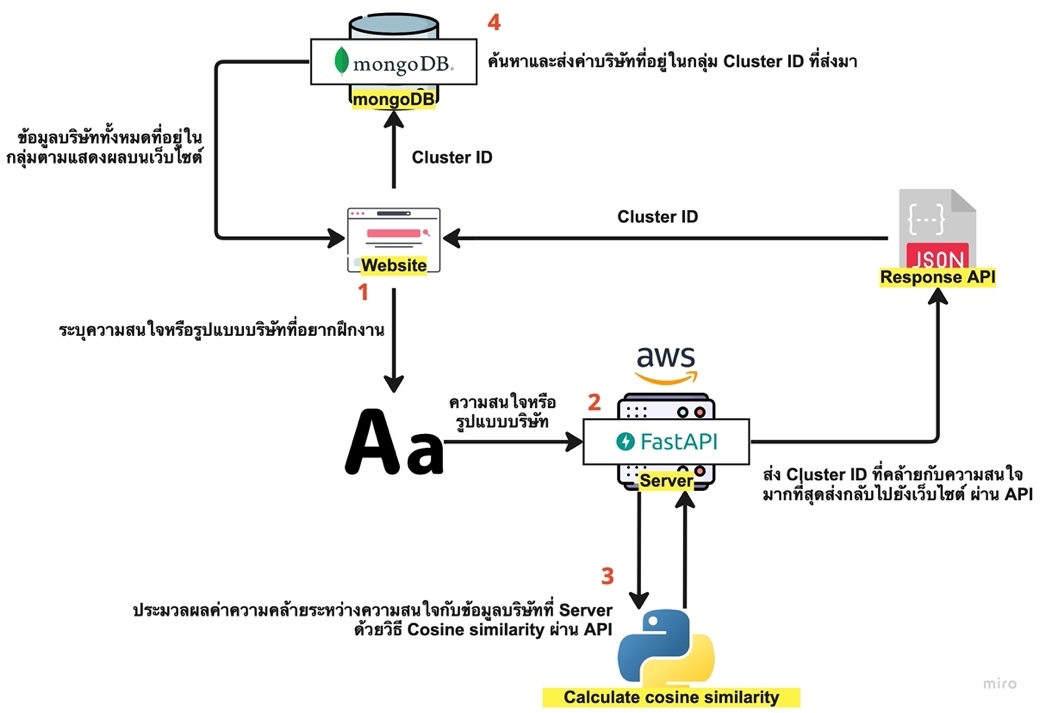 4
mongoDB.
mongoDB
ค้นหาและส่งค่าบริษัทที่อยู่ในกลุ่ม Cluster ID ที่ส่งมา
ข้อมูลบริษัททั้งหมดที่อยู่ใน
กลุ่มตามแสดงผลบนเว็บไซต์
Cluster ID
Cluster ID
{---}
JSON
Response API
Website
1
ระบุความสนใจหรือรูปแบบบริษัทที่อยากฝึกงาน
aws
Aa
ความสนใจหรือ
รูปแบบบริษัท
2
FastAPI
Server
ส่ง Cluster ID ที่คล้ายกับความสนใจ
มากที่สุดส่งกลับไปยังเว็บไซต์ ผ่าน API
3
ประมวลผลค่าความคล้ายระหว่างความสนใจกับข้อมูลบริษัทที่ Server
ด้วยวิธี Cosine similarity ผ่าน API
Calculate cosine similarity
miro